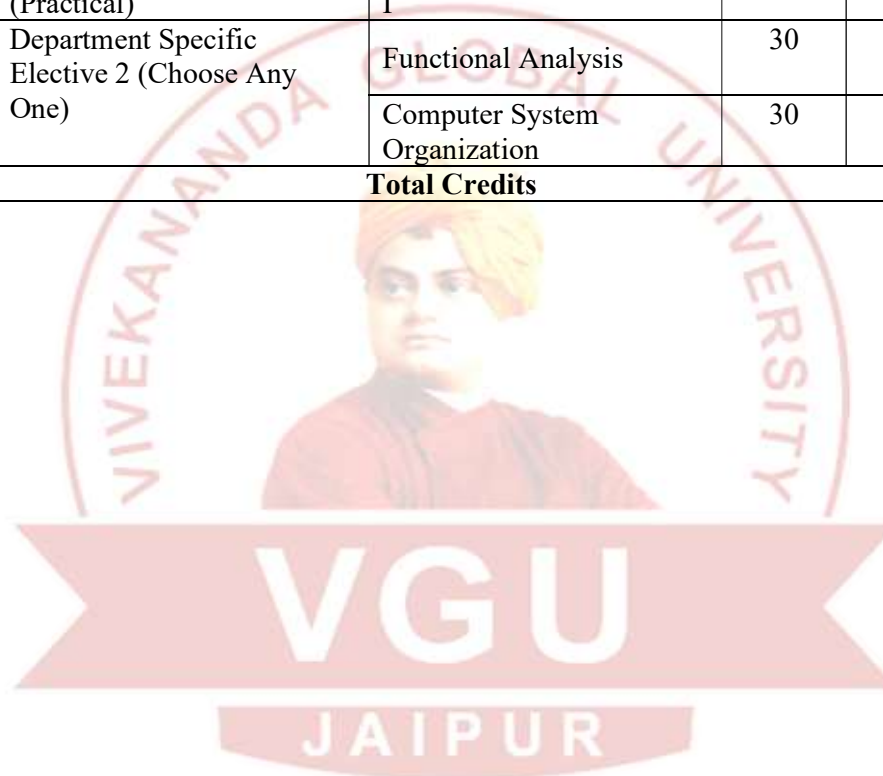 (Practical)
Department Specific
Elective 2 (Choose Any
One)
Functional Analysis
30
Computer System
Organization
30
Total Credits
VIVEKANANDA GLOBAL UNIVERSITY
VGU
JAIPUR